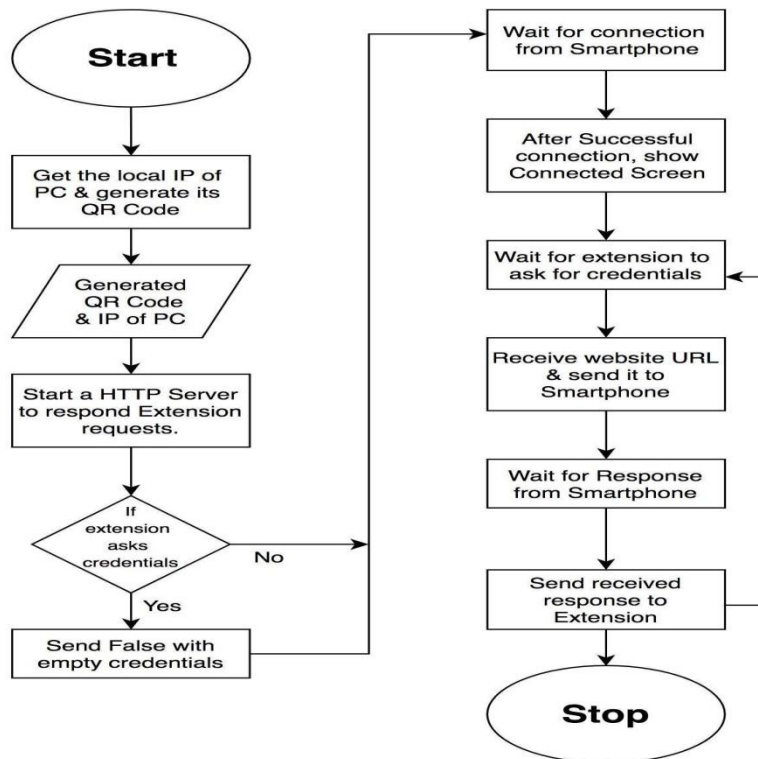 Start
Get the local IP of
PC & generate its
QR Code
Generated
QR Code
& IP of PC
Start a HTTP Server
to respond Extension
requests.
If
extension
asks
credentials
No
Yes
Send False with
empty credentials
Wait for connection
from Smartphone
After Successful
connection, show
Connected Screen
Wait for extension to
ask for credentials
Receive website URL
& send it to
Smartphone
Wait for Response
from Smartphone
Send received
response to
Extension
Stop